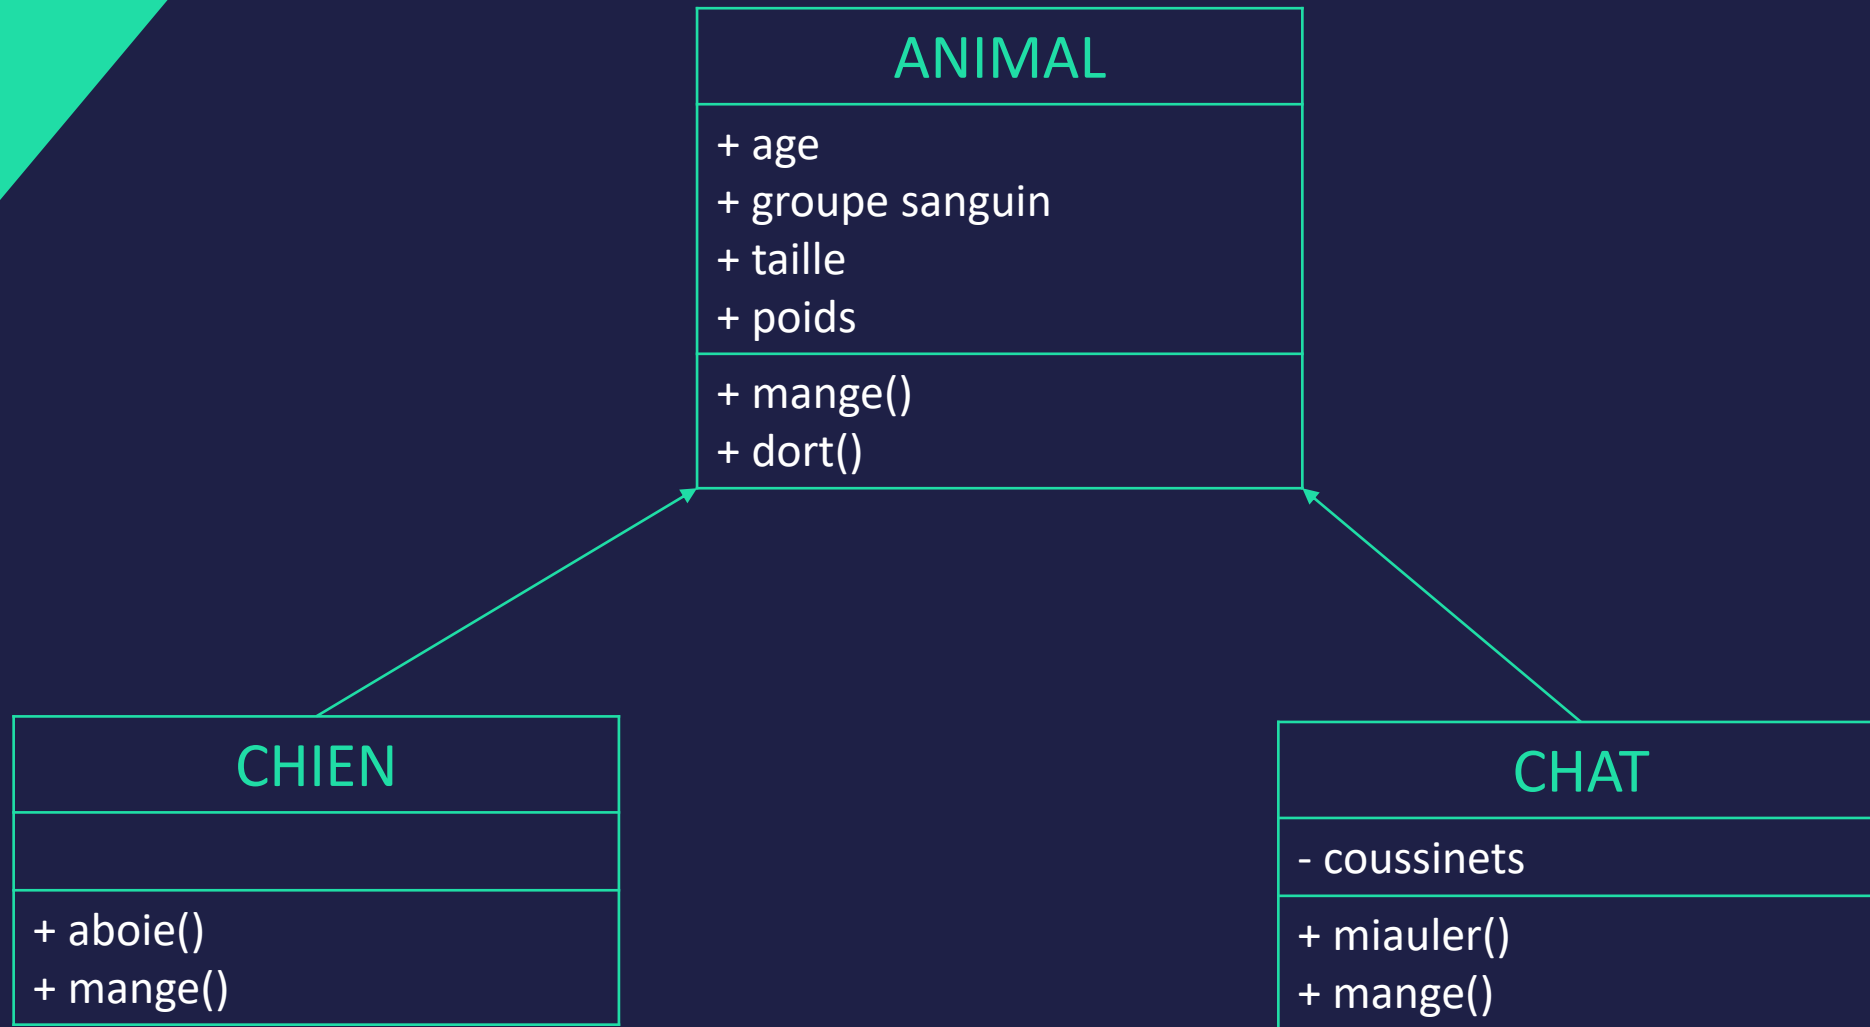 ANIMAL
+ age
+ groupe sanguin
+ taille
+ poids
+ mange()
+ dort()
CHIEN
+ aboie()
+ mange()
CHAT
- coussinets
+ miauler()
+ mange()